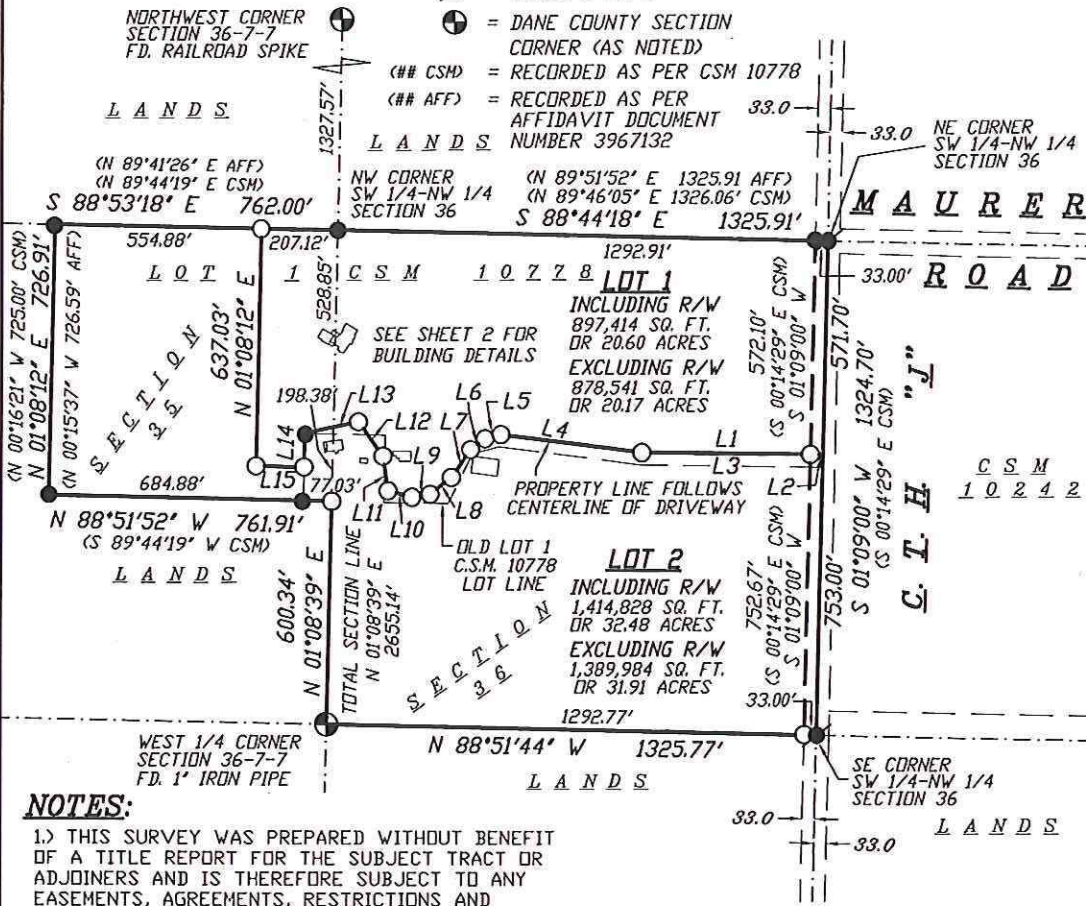 NORTHWEST CORNER
SECTION 36-7-7
FD. RAILROAD SPIKE
= DANE COUNTY SECTION
CORNER (AS NOTED)
(## CSM) = RECORDED AS PER CSM 10778
(## AFF) = RECORDED AS PER
AFFIDAVIT DOCUMENT
NUMBER 3967132
LANDS
LANDS
1327.57'
33.0
33.0
NE CORNER
SW 1/4-NW 1/4
SECTION 36
(N 89°41'26" E AFF)
(N 89°44'19" E CSM)
S 88°53'18" E 762.00'
NW CORNER
SW 1/4-NW 1/4
SECTION 36
(N 89°51'52" E 1325.91 AFF)
(N 89°46'05" E 1326.06' CSM)
S 88°44'18" E 1325.91'
MAURER
ROAD
554.88'
207.12'
1292.91'
33.00'
LOT 1 CSM 10778
(N 00°16'21" W 725.00' CSM)
N 01°08'12" E 726.91'
(N 00°15'37" W 726.59' AFF)
SECTION
35
637.03'
N 01°08'12" E
528.85'
LOT 1
INCLUDING R/W
897,414 SQ. FT.
OR 20.60 ACRES
EXCLUDING R/W
878,541 SQ. FT.
OR 20.17 ACRES
SEE SHEET 2 FOR
BUILDING DETAILS
572.10'
(S 00°14'29" E CSM)
S 01°09'00" W
571.70'
S 01°09'00" W 1324.70'
(S 00°14'29" E CSM)
C. T. H. "J"
CSM
10242
198.38'
L13
L12
L14
L15
77.03'
L11
L10
L9
L8
L7
L6
L5
L4
L1
L3
L2
PROPERTY LINE FOLLOWS
CENTERLINE OF DRIVEWAY
684.88'
N 88°51'52" W 761.91'
(S 89°44'19" W CSM)
LANDS
OLD LOT 1
C.S.M. 10778
LOT LINE
600.34'
N 01°08'39" E
TOTAL SECTION LINE
N 01°08'39" E
2655.14'
SECTION
36
LOT 2
INCLUDING R/W
1,414,828 SQ. FT.
OR 32.48 ACRES
EXCLUDING R/W
1,389,984 SQ. FT.
OR 31.91 ACRES
752.67'
(S 00°14'29" E CSM)
S 01°09'00" W
753.00'
33.00'
1292.77'
N 88°51'44" W 1325.77'
LANDS
WEST 1/4 CORNER
SECTION 36-7-7
FD. 1" IRON PIPE
SE CORNER
SW 1/4-NW 1/4
SECTION 36
LANDS
33.0
33.0
NOTES:
1.) THIS SURVEY WAS PREPARED WITHOUT BENEFIT
OF A TITLE REPORT FOR THE SUBJECT TRACT OR
ADJOINERS AND IS THEREFORE SUBJECT TO ANY
EASEMENTS, AGREEMENTS, RESTRICTIONS AND